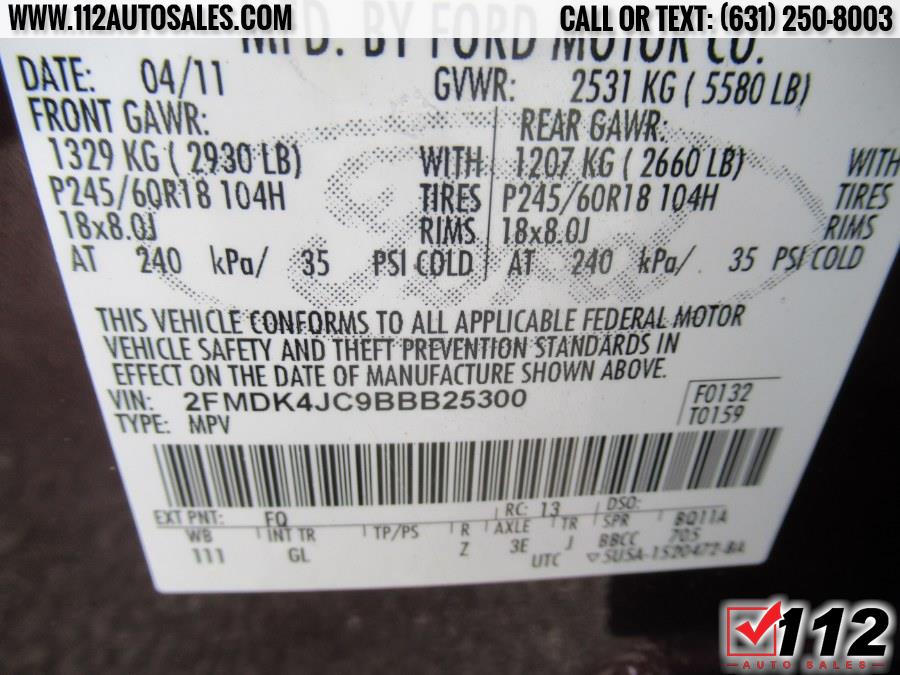 WWW.112AUTOSALES.COM
CALL OR TEXT: (631) 250-8003
MFD. BY FORD MOTOR CO.
DATE: 04/11 GVWR: 2531 KG ( 5580 LB)
FRONT GAWR: REAR GAWR:
1329 KG ( 2930 LB) WITH 1207 KG ( 2660 LB) WITH
P245/60R18 104H TIRES P245/60R18 104H TIRES
18x8.0J RIMS 18x8.0J RIMS
AT 240 kPa/ 35 PSI COLD AT 240 kPa/ 35 PSI COLD
THIS VEHICLE CONFORMS TO ALL APPLICABLE FEDERAL MOTOR
VEHICLE SAFETY AND THEFT PREVENTION STANDARDS IN
EFFECT ON THE DATE OF MANUFACTURE SHOWN ABOVE.
VIN: 2FMDK4JC9BBB25300 F0132
TYPE: MPV T0159
EXT PNT: FQ RC: 13 DSO:
WB INT TR TP/PS R AXLE TR SPR BQ11A
111 GL Z 3E J BBCC 705
UTC ▽5U5A-1520472-BA
112
AUTO SALES